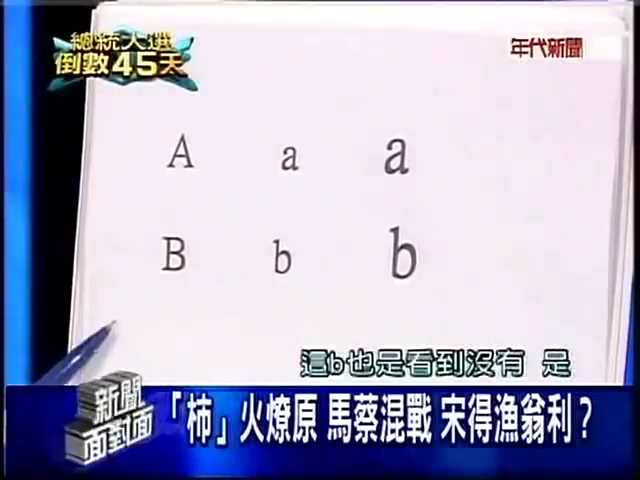 總統大選
倒數45天
年代新聞
A a a
B b b
這b也是看到沒有 是
新聞
面對面
「柿」火燎原 馬蔡混戰 宋得漁翁利?